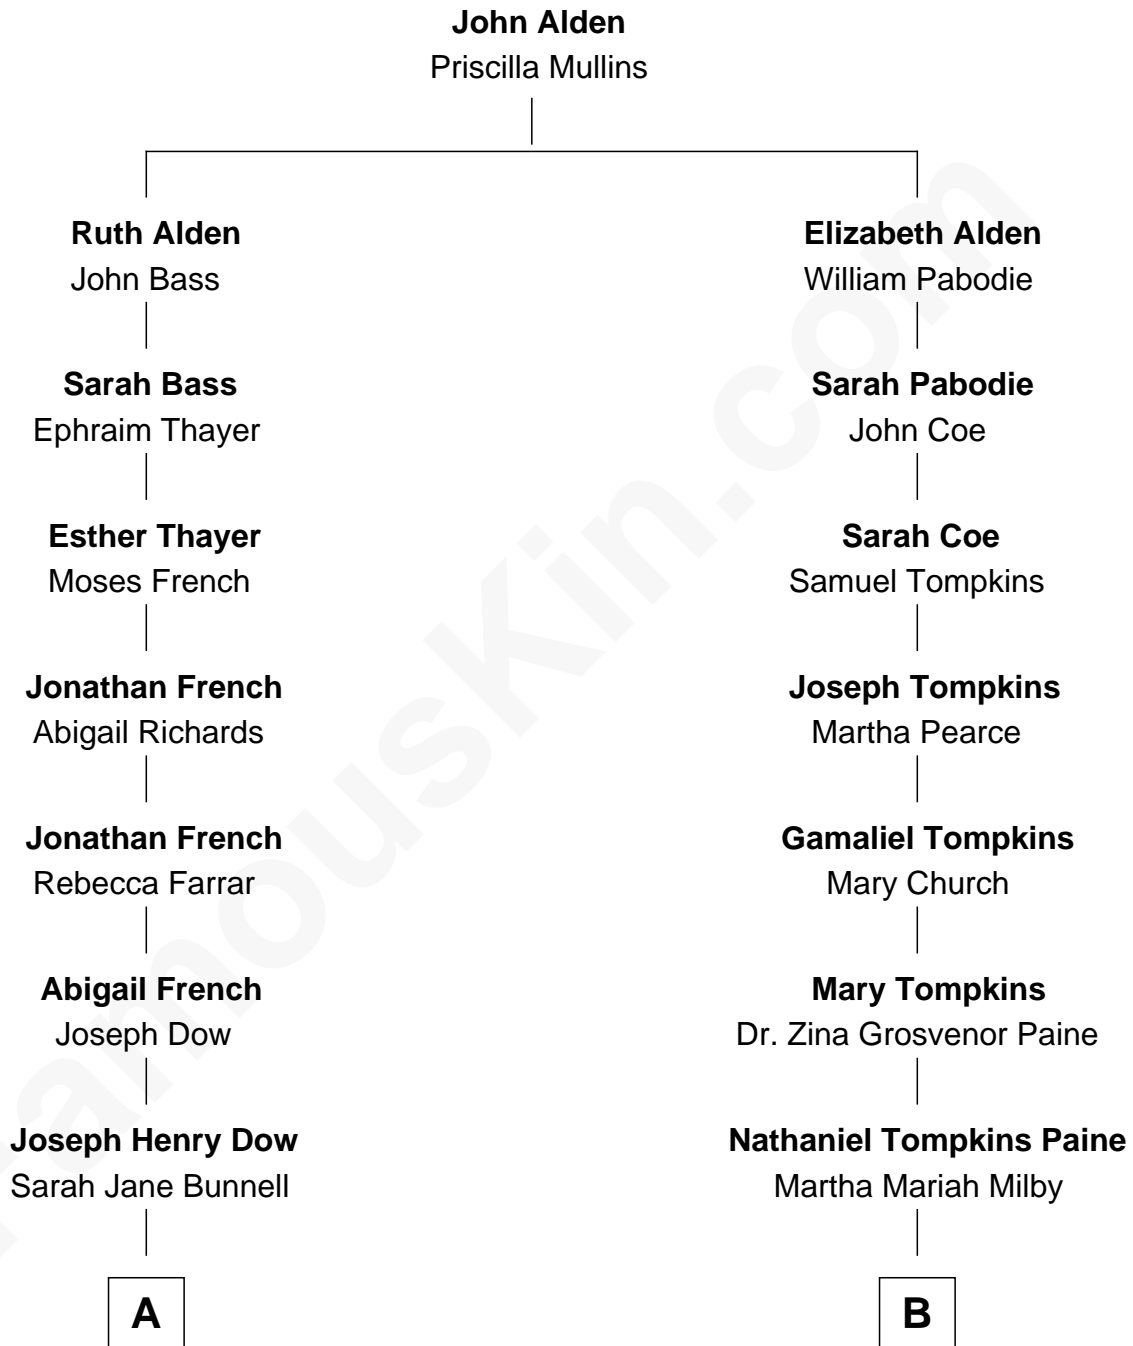 John Alden
Priscilla Mullins
Ruth Alden
John Bass
Elizabeth Alden
William Pabodie
Sarah Bass
Ephraim Thayer
Sarah Pabodie
John Coe
Esther Thayer
Moses French
Sarah Coe
Samuel Tompkins
Jonathan French
Abigail Richards
Joseph Tompkins
Martha Pearce
Jonathan French
Rebecca Farrar
Gamaliel Tompkins
Mary Church
Abigail French
Joseph Dow
Mary Tompkins
Dr. Zina Grosvenor Paine
Joseph Henry Dow
Sarah Jane Bunnell
Nathaniel Tompkins Paine
Martha Mariah Milby
A
B
FamousKin.com